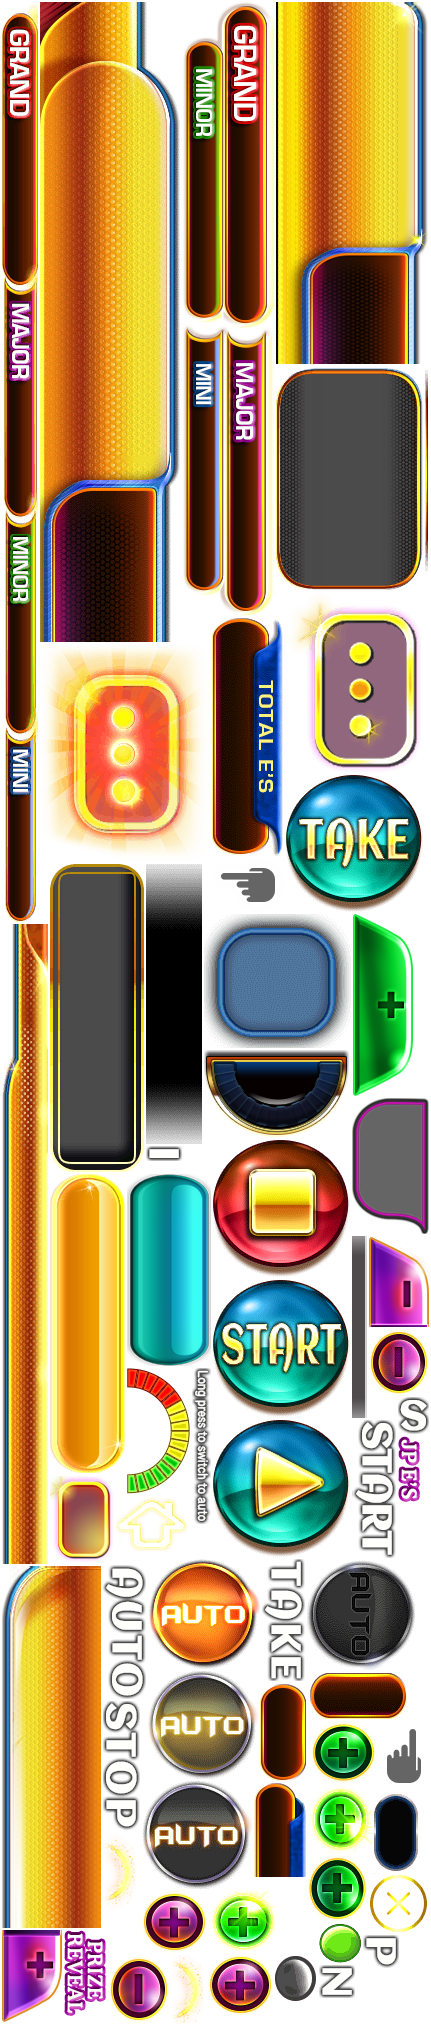 GRAND
MINOR
GRAND
MAJOR
MINI
MAJOR
MINOR
TOTAL E'S
MINI
TAKE
START
Long press to switch to auto
S
JPE'S
START
AUTO
TAKE
AUTO
AUTO
STOP
AUTO
AUTO
P
N
PRIZE
REVEAL